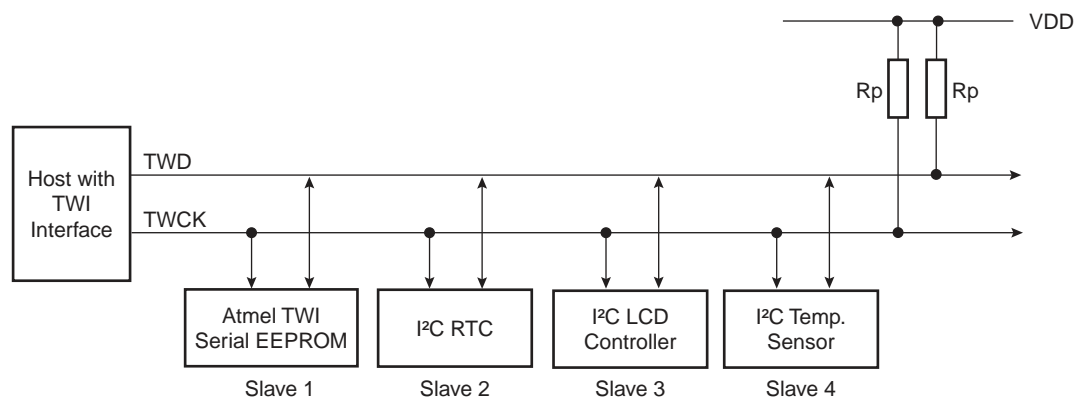 VDD
Rp Rp
Host with
TWI
Interface
TWD
TWCK
Atmel TWI
Serial EEPROM
I²C RTC
I²C LCD
Controller
I²C Temp.
Sensor
Slave 1
Slave 2
Slave 3
Slave 4